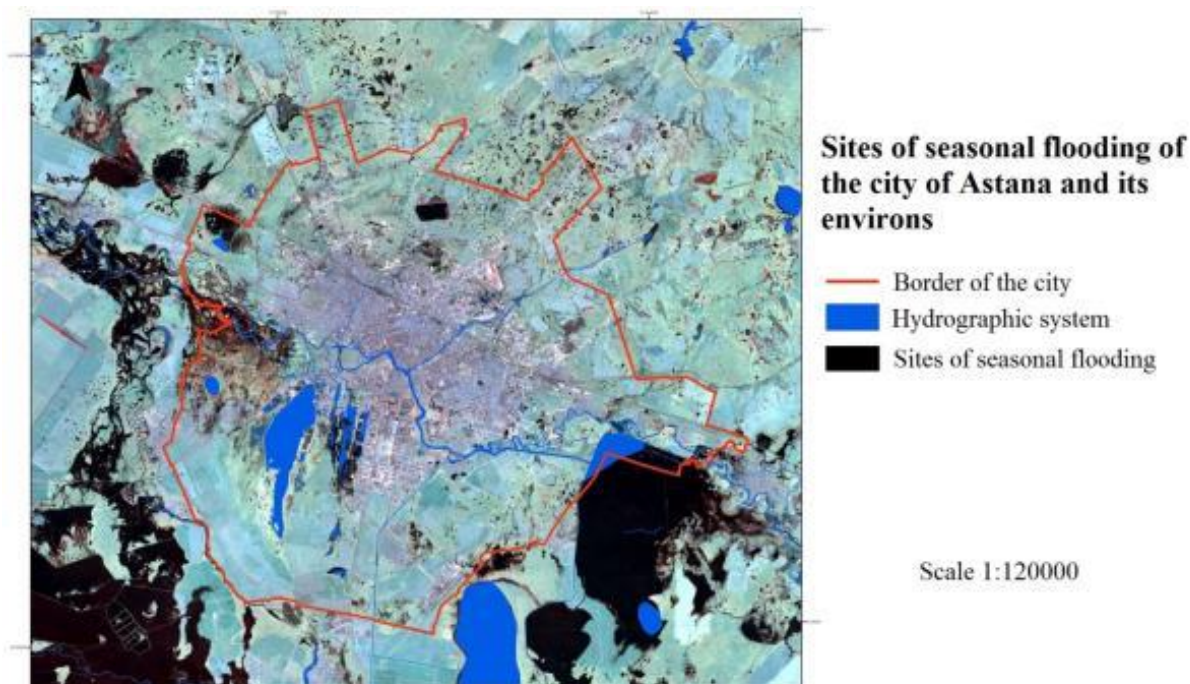 N
Sites of seasonal flooding of
the city of Astana and its
environs
Border of the city
Hydrographic system
Sites of seasonal flooding
Scale 1:120000